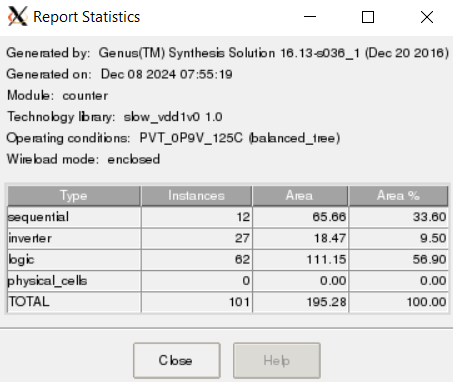 Report Statistics
Generated by: Genus(TM) Synthesis Solution 16.13-s036_1 (Dec 20 2016)
Generated on: Dec 08 2024 07:55:19
Module: counter
Technology library: slow_vdd1v0 1.0
Operating conditions: PVT_0P9V_125C (balanced_tree)
Wireload mode: enclosed
Type Instances Area Area %
sequential 12 65.66 33.60
inverter 27 18.47 9.50
logic 62 111.15 56.90
physical_cells 0 0.00 0.00
TOTAL 101 195.28 100.00
Close Help